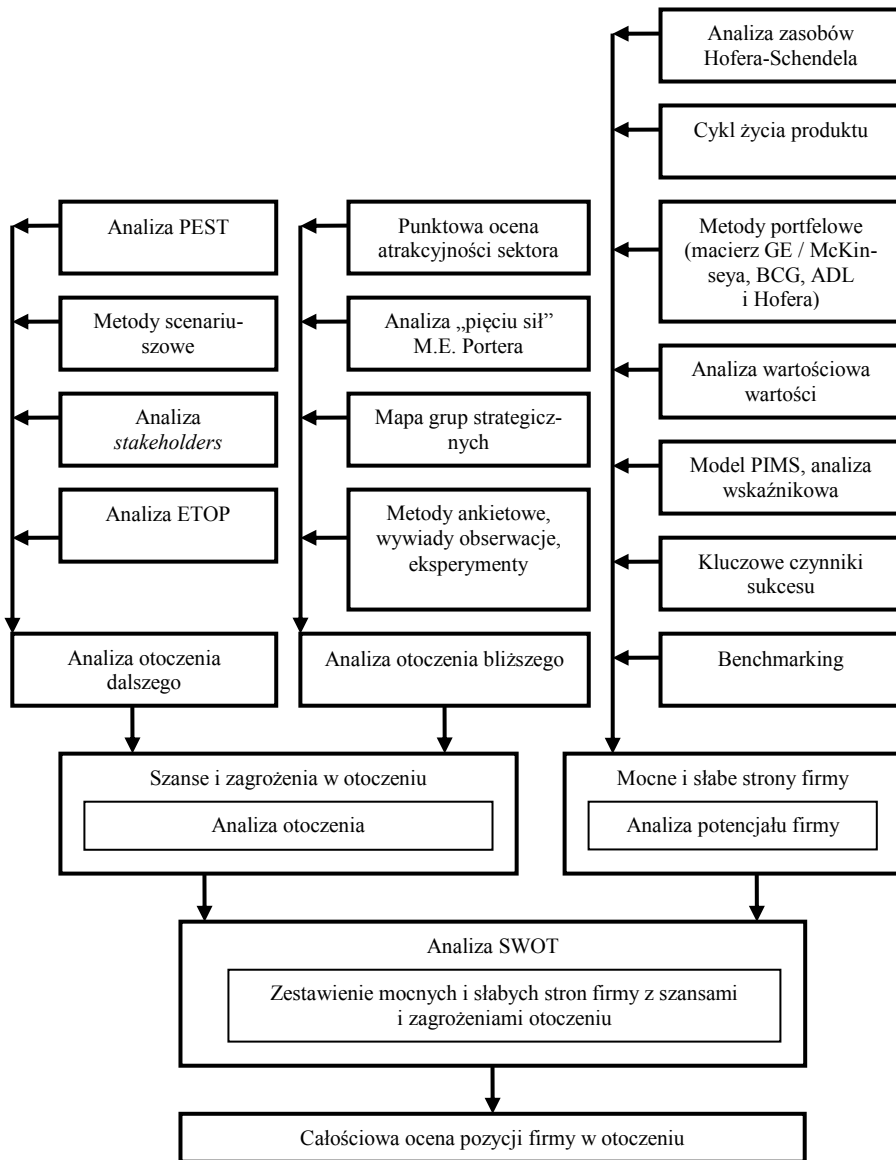 Analiza zasobów
Hofera-Schendela
Cykl życia produktu
Analiza PEST
Punktowa ocena
atrakcyjności sektora
Metody portfelowe
(macierz GE / McKin-
seya, BCG, ADL
i Hofera)
Metody scenariu-
szowe
Analiza „pięciu sił”
M.E. Portera
Analiza wartościowa
wartości
Analiza
stakeholders
Mapa grup strategicz-
nych
Model PIMS, analiza
wskaźnikowa
Analiza ETOP
Metody ankietowe,
wywiady obserwacje,
eksperymenty
Kluczowe czynniki
sukcesu
Analiza otoczenia
dalszego
Analiza otoczenia bliższego
Benchmarking
Szanse i zagrożenia w otoczeniu
Analiza otoczenia
Mocne i słabe strony firmy
Analiza potencjału firmy
Analiza SWOT
Zestawienie mocnych i słabych stron firmy z szansami
i zagrożeniami otoczeniu
Całościowa ocena pozycji firmy w otoczeniu